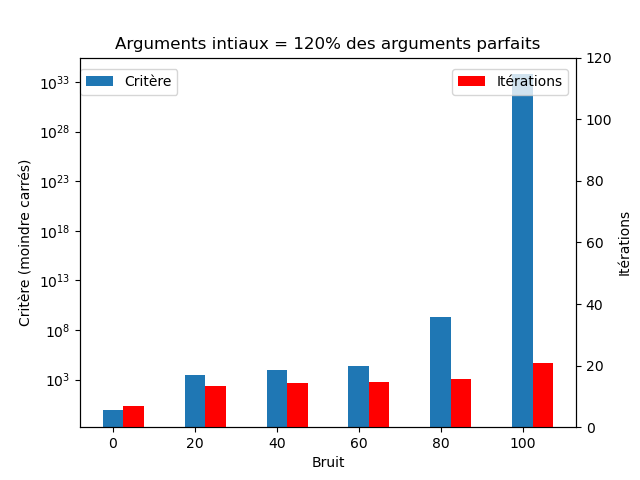 Arguments intiaux = 120% des arguments parfaits
Critère
Itérations
Critère (moindre carrés)
10^33
10^28
10^23
10^18
10^13
10^8
10^3
120
100
80
60
40
20
0
Itérations
0 20 40 60 80 100
Bruit